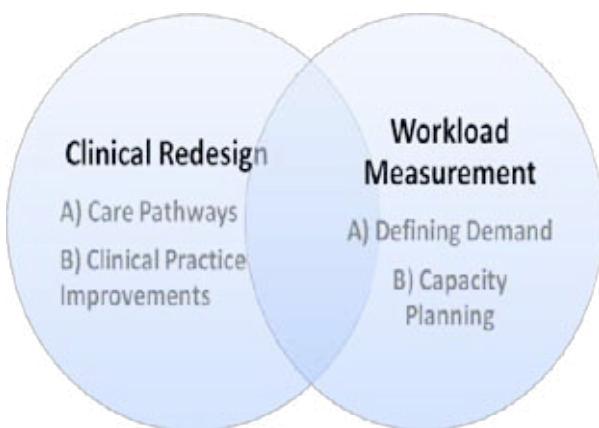 Clinical Redesign
A) Care Pathways
B) Clinical Practice
Improvements
Workload
Measurement
A) Defining Demand
B) Capacity
Planning